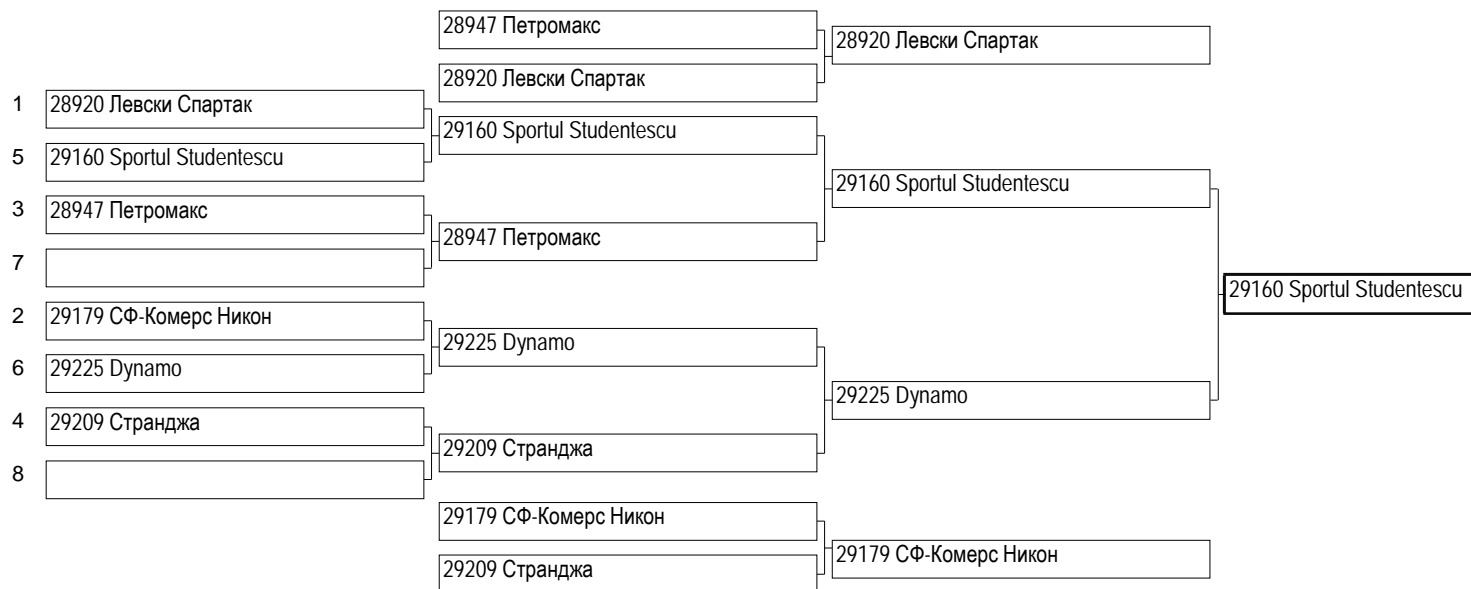 28947 Петромакс
28920 Левски Спартак
28920 Левски Спартак
1 28920 Левски Спартак
29160 Sportul Studentescu
5 29160 Sportul Studentescu
29160 Sportul Studentescu
3 28947 Петромакс
28947 Петромакс
7
29160 Sportul Studentescu
2 29179 СФ-Комерс Никон
29225 Dynamo
6 29225 Dynamo
29225 Dynamo
4 29209 Странджа
29209 Странджа
8
29179 СФ-Комерс Никон
29179 СФ-Комерс Никон
29209 Странджа